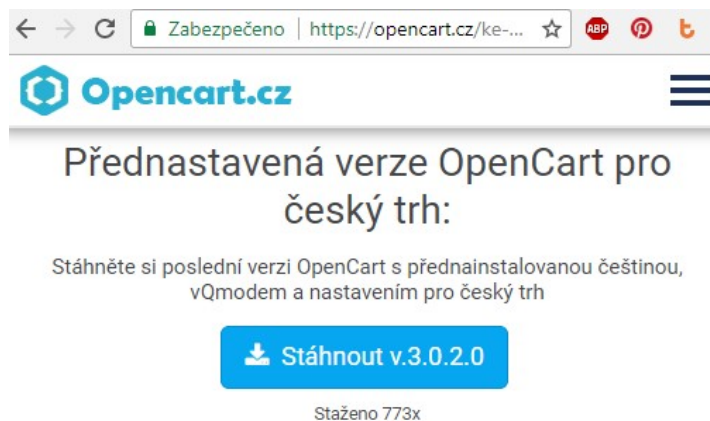 Zabezpečeno | https://opencart.cz/ke-...
ABP
Opencart.cz
Přednastavená verze OpenCart pro
český trh:
Stáhněte si poslední verzi OpenCart s přednainstalovanou češtinou,
vQmodem a nastavením pro český trh
Stáhnout v.3.0.2.0
Staženo 773x